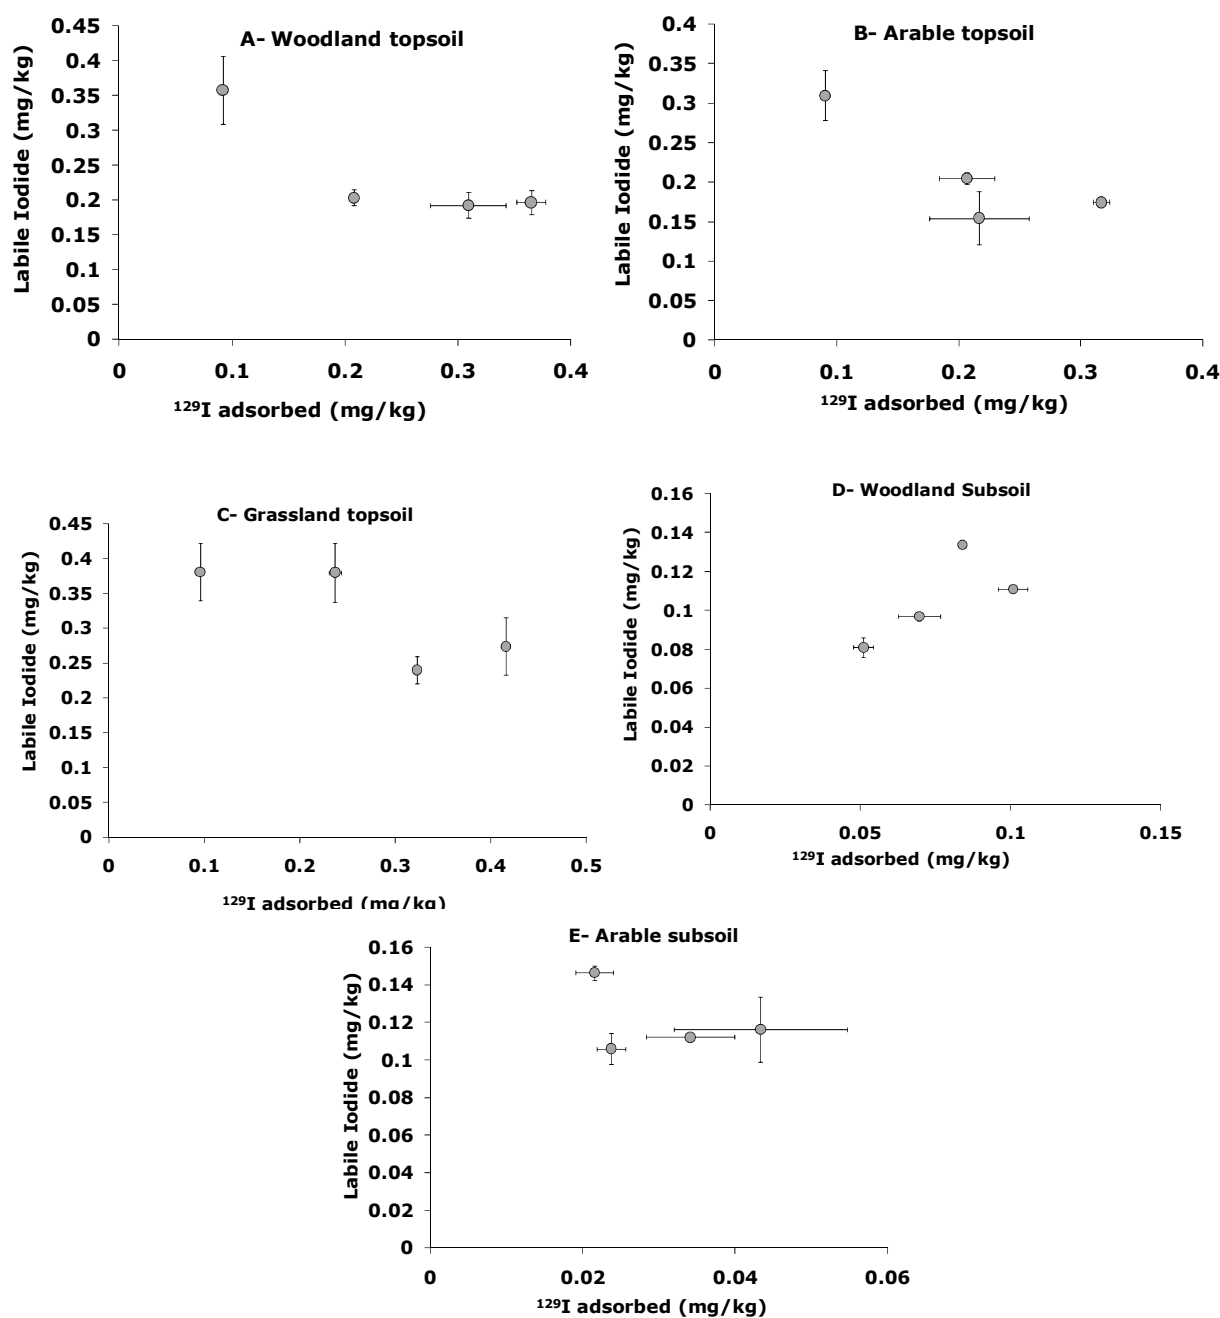 A- Woodland topsoil
Labile Iodide (mg/kg)
0.45
0.4
0.35
0.3
0.25
0.2
0.15
0.1
0.05
0
0 0.1 0.2 0.3 0.4
¹²⁹I adsorbed (mg/kg)
B- Arable topsoil
Labile Iodide (mg/kg)
0.4
0.35
0.3
0.25
0.2
0.15
0.1
0.05
0
0 0.1 0.2 0.3 0.4
¹²⁹I adsorbed (mg/kg)
C- Grassland topsoil
Labile Iodide (mg/kg)
0.45
0.4
0.35
0.3
0.25
0.2
0.15
0.1
0.05
0
0 0.1 0.2 0.3 0.4 0.5
¹²⁹I adsorbed (mg/kg)
D- Woodland Subsoil
Labile Iodide (mg/kg)
0.16
0.14
0.12
0.1
0.08
0.06
0.04
0.02
0
0 0.05 0.1 0.15
¹²⁹I adsorbed (mg/kg)
E- Arable subsoil
Labile Iodide (mg/kg)
0.16
0.14
0.12
0.1
0.08
0.06
0.04
0.02
0
0 0.02 0.04 0.06
¹²⁹I adsorbed (mg/kg)